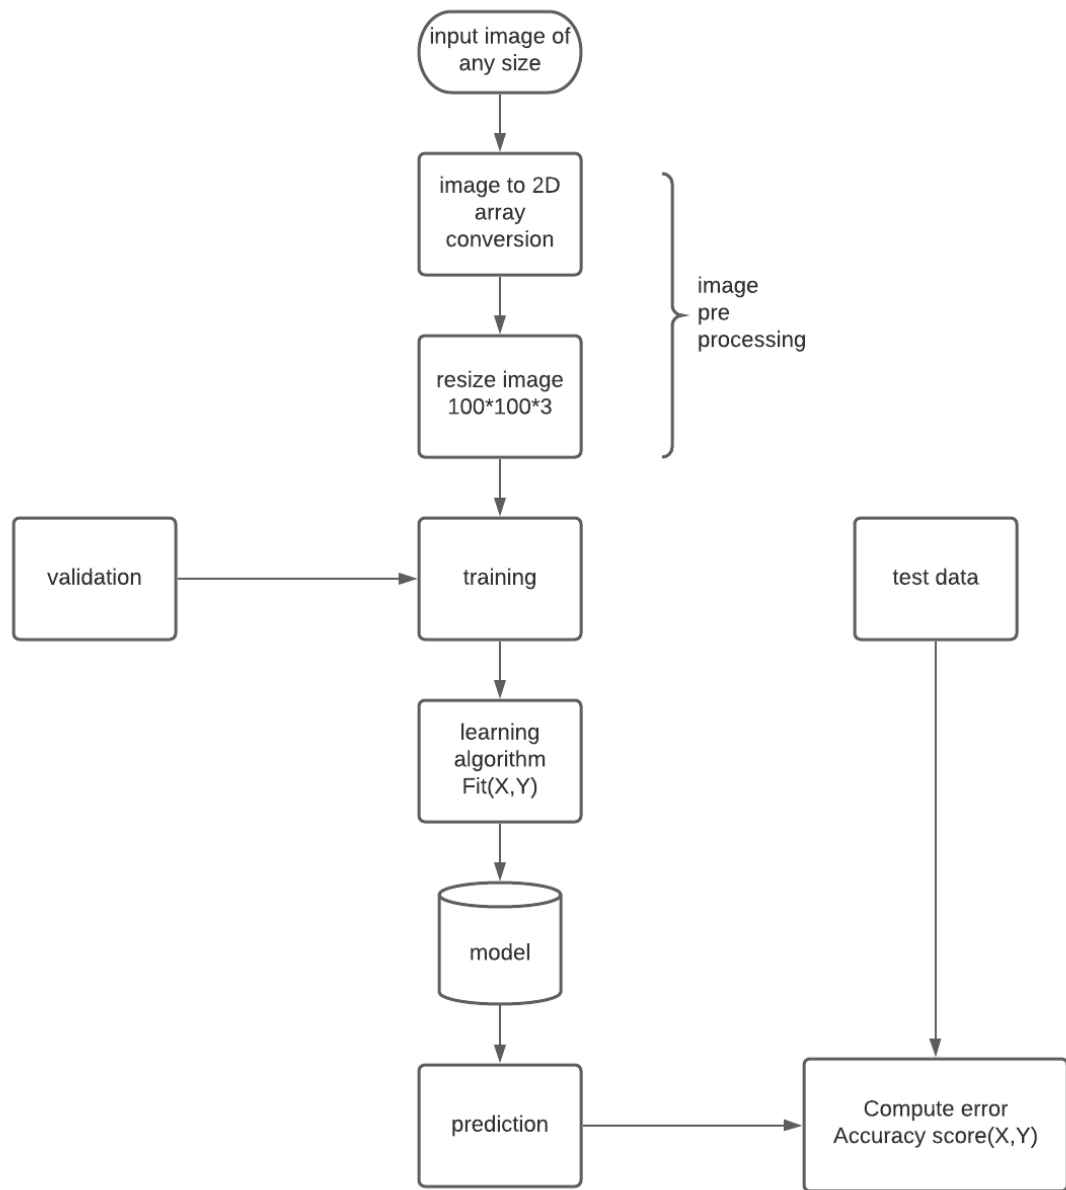 input image of
any size
image to 2D
array
conversion
image
pre
processing
resize image
100*100*3
validation
training
test data
learning
algorithm
Fit(X,Y)
model
prediction
Compute error
Accuracy score(X,Y)